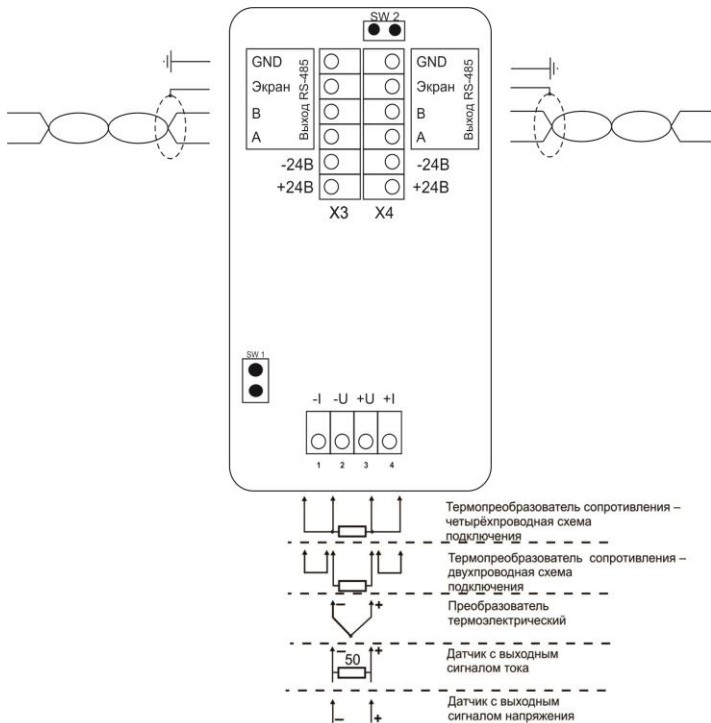 SW 2
GND
Экран
B
A
Выход RS-485
-24В
+24В
GND
Экран
B
A
Выход RS-485
-24В
+24В
X3 X4
SW 1
-I -U +U +I
1 2 3 4
Термопреобразователь сопротивления –
четырёхпроводная схема
подключения
Термопреобразователь сопротивления –
двухпроводная схема
подключения
– +
Преобразователь
термоэлектрический
– +
50
Датчик с выходным
сигналом тока
– +
Датчик с выходным
сигналом напряжения